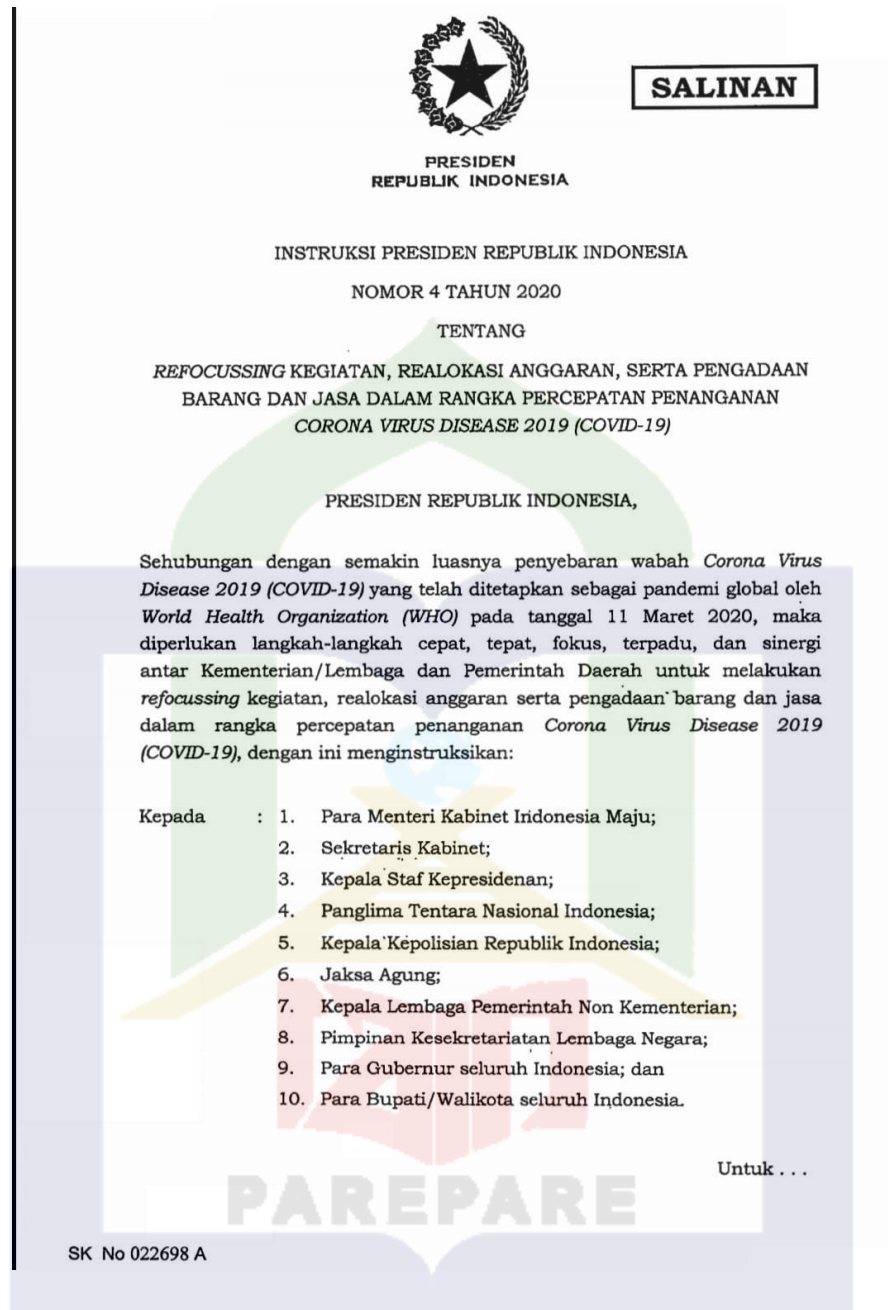 SALINAN
PRESIDEN
REPUBLIK INDONESIA
INSTRUKSI PRESIDEN REPUBLIK INDONESIA
NOMOR 4 TAHUN 2020
TENTANG
REFOCUSSING KEGIATAN, REALOKASI ANGGARAN, SERTA PENGADAAN
BARANG DAN JASA DALAM RANGKA PERCEPATAN PENANGANAN
CORONA VIRUS DISEASE 2019 (COVID-19)
PRESIDEN REPUBLIK INDONESIA,
Sehubungan dengan semakin luasnya penyebaran wabah Corona Virus
Disease 2019 (COVID-19) yang telah ditetapkan sebagai pandemi global oleh
World Health Organization (WHO) pada tanggal 11 Maret 2020, maka
diperlukan langkah-langkah cepat, tepat, fokus, terpadu, dan sinergi
antar Kementerian/Lembaga dan Pemerintah Daerah untuk melakukan
refocussing kegiatan, realokasi anggaran serta pengadaan barang dan jasa
dalam rangka percepatan penanganan Corona Virus Disease 2019
(COVID-19), dengan ini menginstruksikan:
Kepada : 1. Para Menteri Kabinet Indonesia Maju;
2. Sekretaris Kabinet;
3. Kepala Staf Kepresidenan;
4. Panglima Tentara Nasional Indonesia;
5. Kepala Kepolisian Republik Indonesia;
6. Jaksa Agung;
7. Kepala Lembaga Pemerintah Non Kementerian;
8. Pimpinan Kesekretariatan Lembaga Negara;
9. Para Gubernur seluruh Indonesia; dan
10. Para Bupati/Walikota seluruh Indonesia.
Untuk . . .
PAREPARE
SK No 022698 A